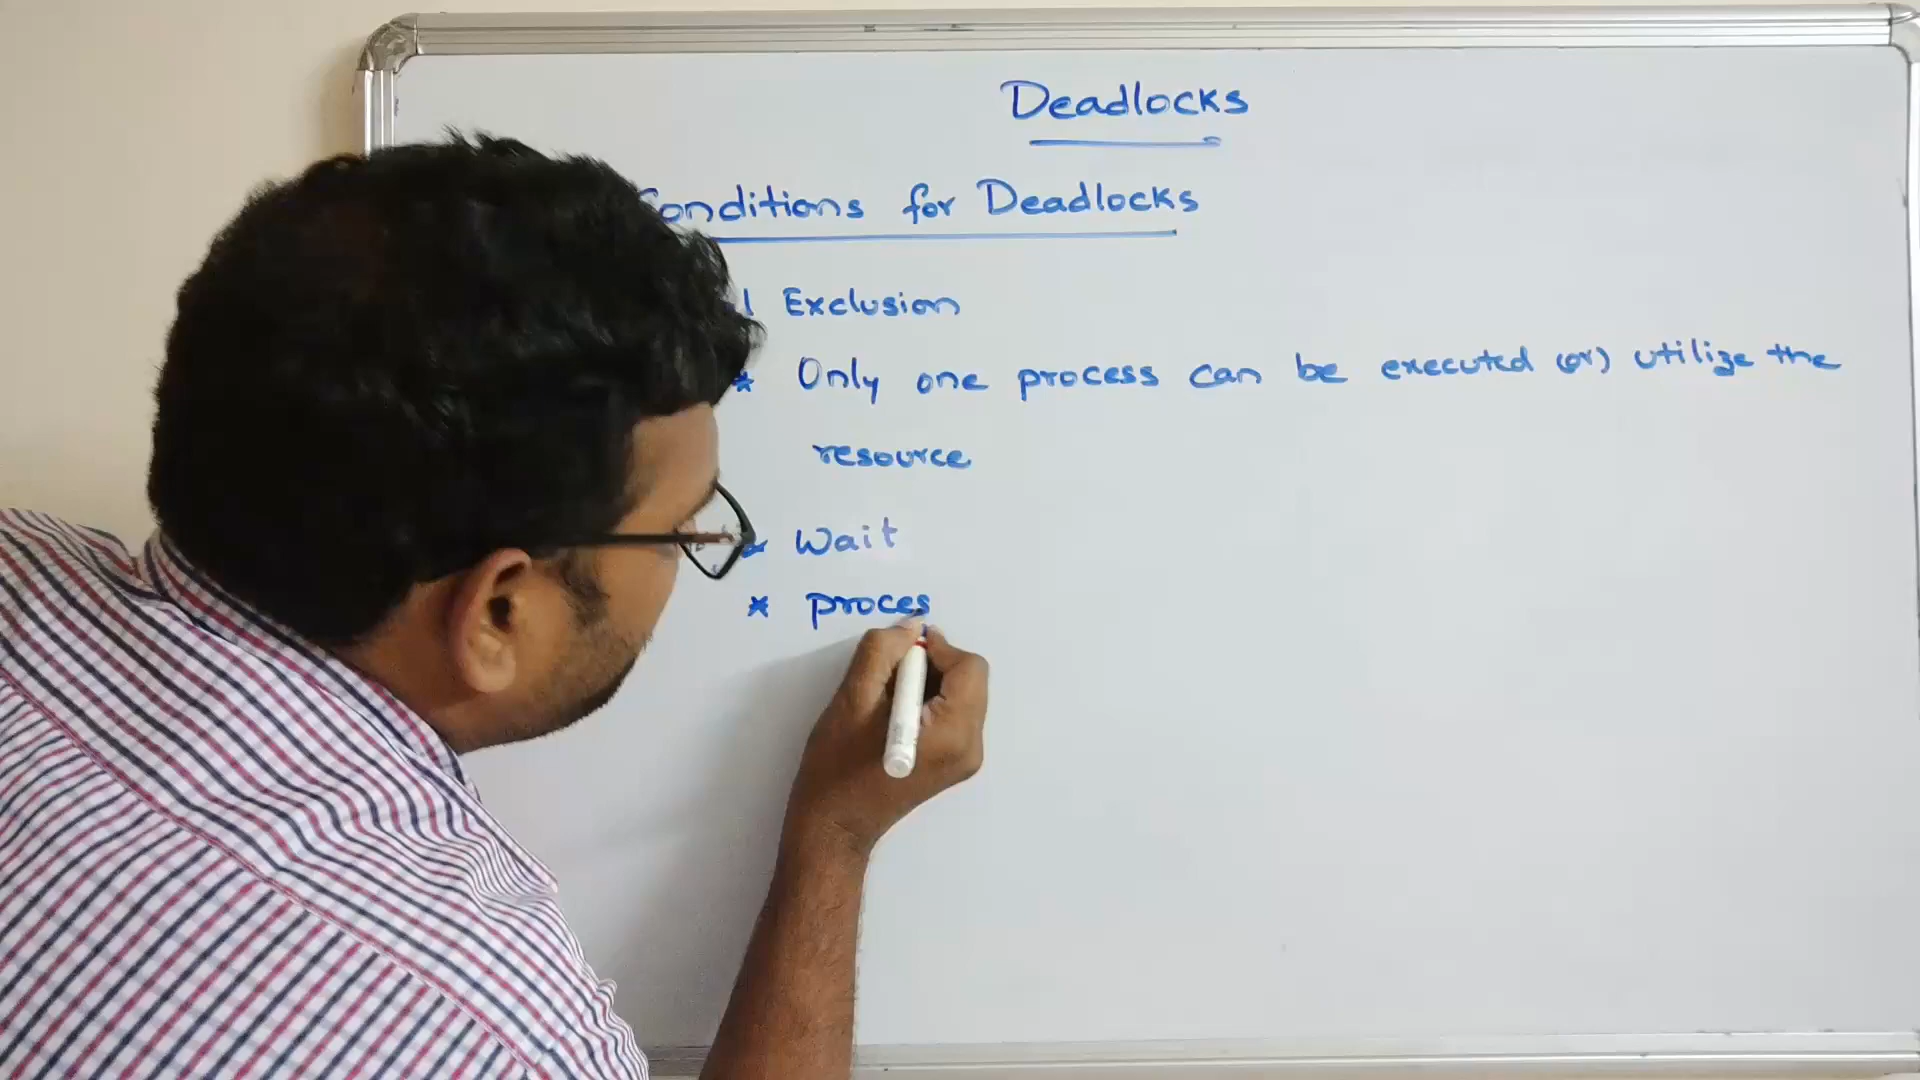 Deadlocks
Conditions for Deadlocks
Exclusion
* Only one process can be executed (or) utilize the
resource
& Wait
* proces